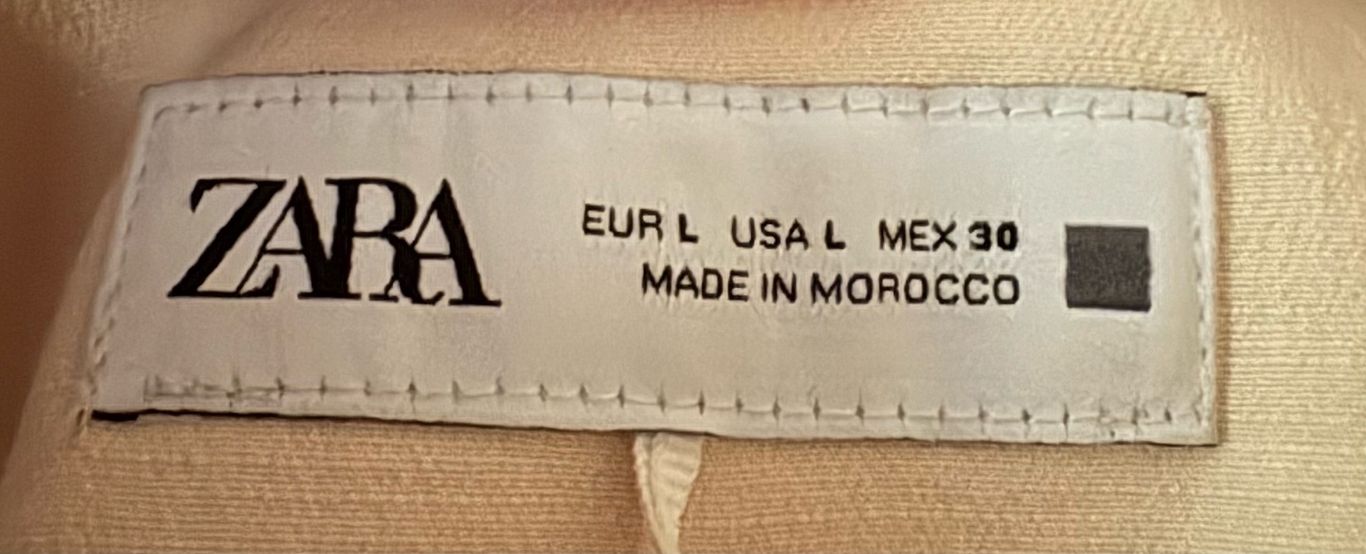 ZARA
EUR L USA L MEX 30
MADE IN MOROCCO